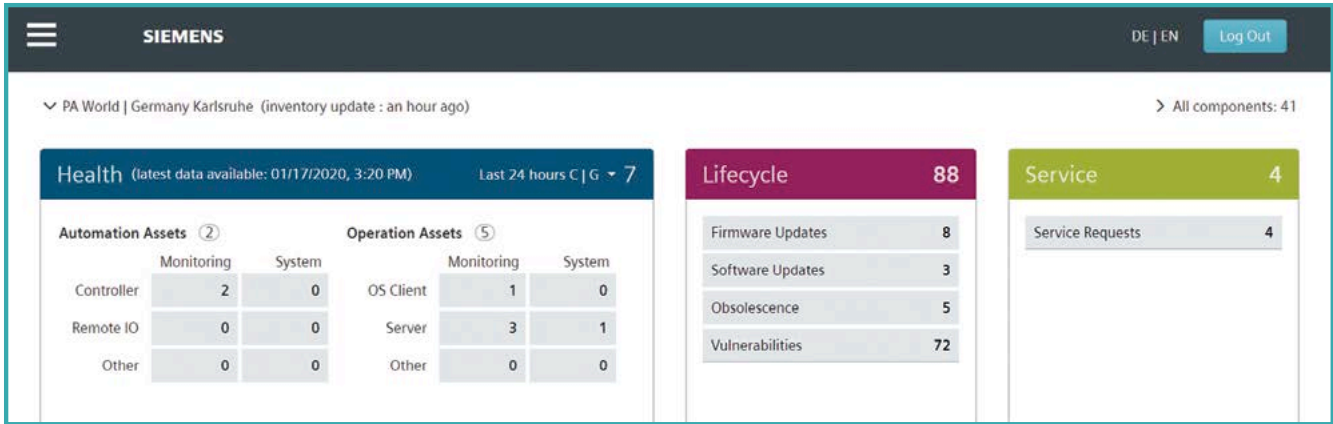 SIEMENS DE | EN Log Out
PA World | Germany Karlsruhe (inventory update : an hour ago) All components: 41
Health (latest data available: 01/17/2020, 3:20 PM) Last 24 hours C | G 7
Automation Assets 2 Operation Assets 5
Monitoring System Monitoring System
Controller 2 0 OS Client 1 0
Remote IO 0 0 Server 3 1
Other 0 0 Other 0 0
Lifecycle 88
Firmware Updates 8
Software Updates 3
Obsolescence 5
Vulnerabilities 72
Service 4
Service Requests 4